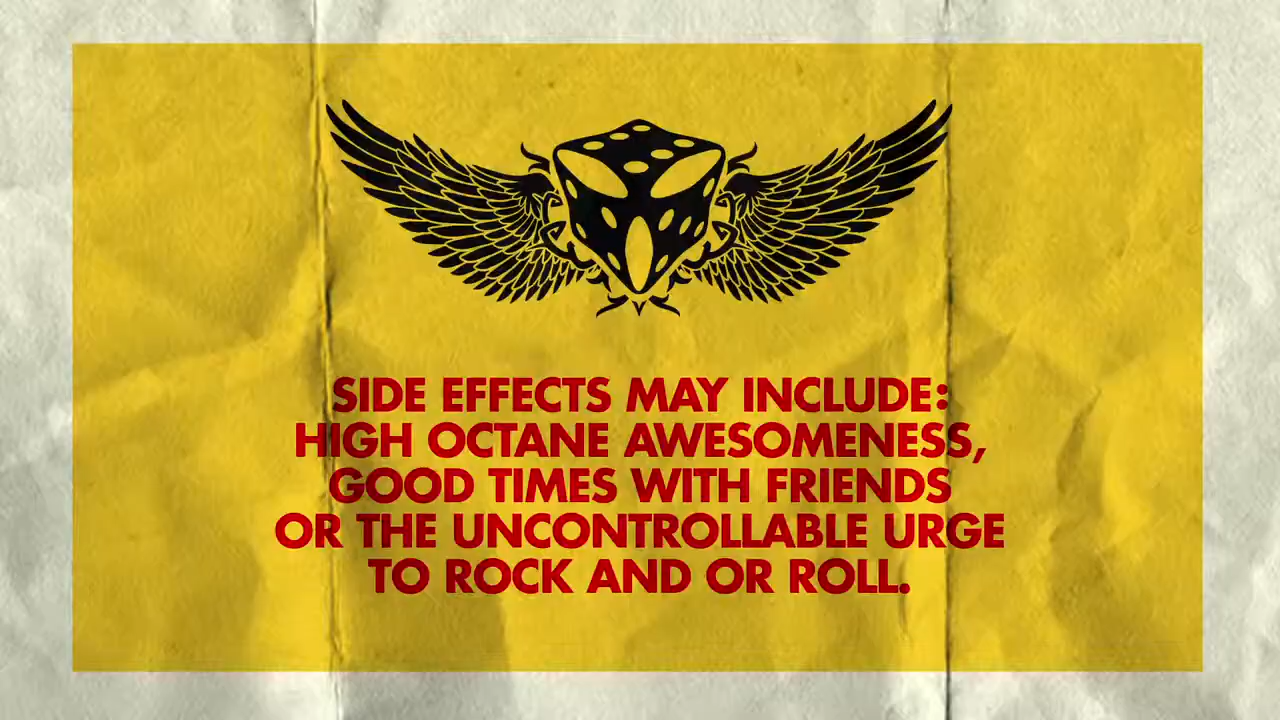 SIDE EFFECTS MAY INCLUDE:
HIGH OCTANE AWESOMENESS,
GOOD TIMES WITH FRIENDS
OR THE UNCONTROLLABLE URGE
TO ROCK AND OR ROLL.